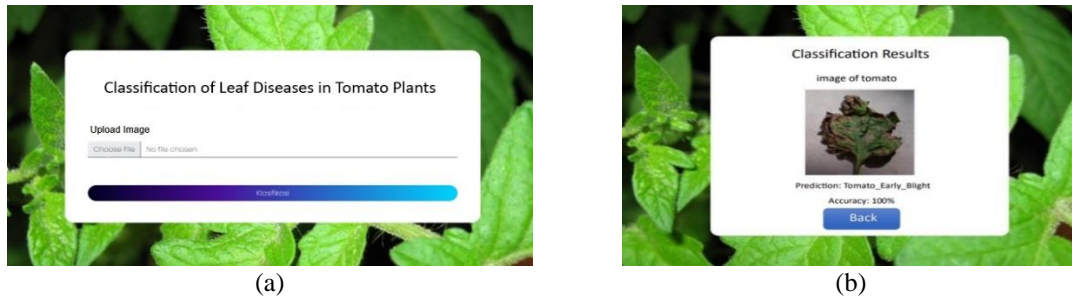 Classification of Leaf Diseases in Tomato Plants
Upload Image
Choose File No file chosen
Klasifikasi
(a)
Classification Results
image of tomato
Prediction: Tomato_Early_Blight
Accuracy: 100%
Back
(b)